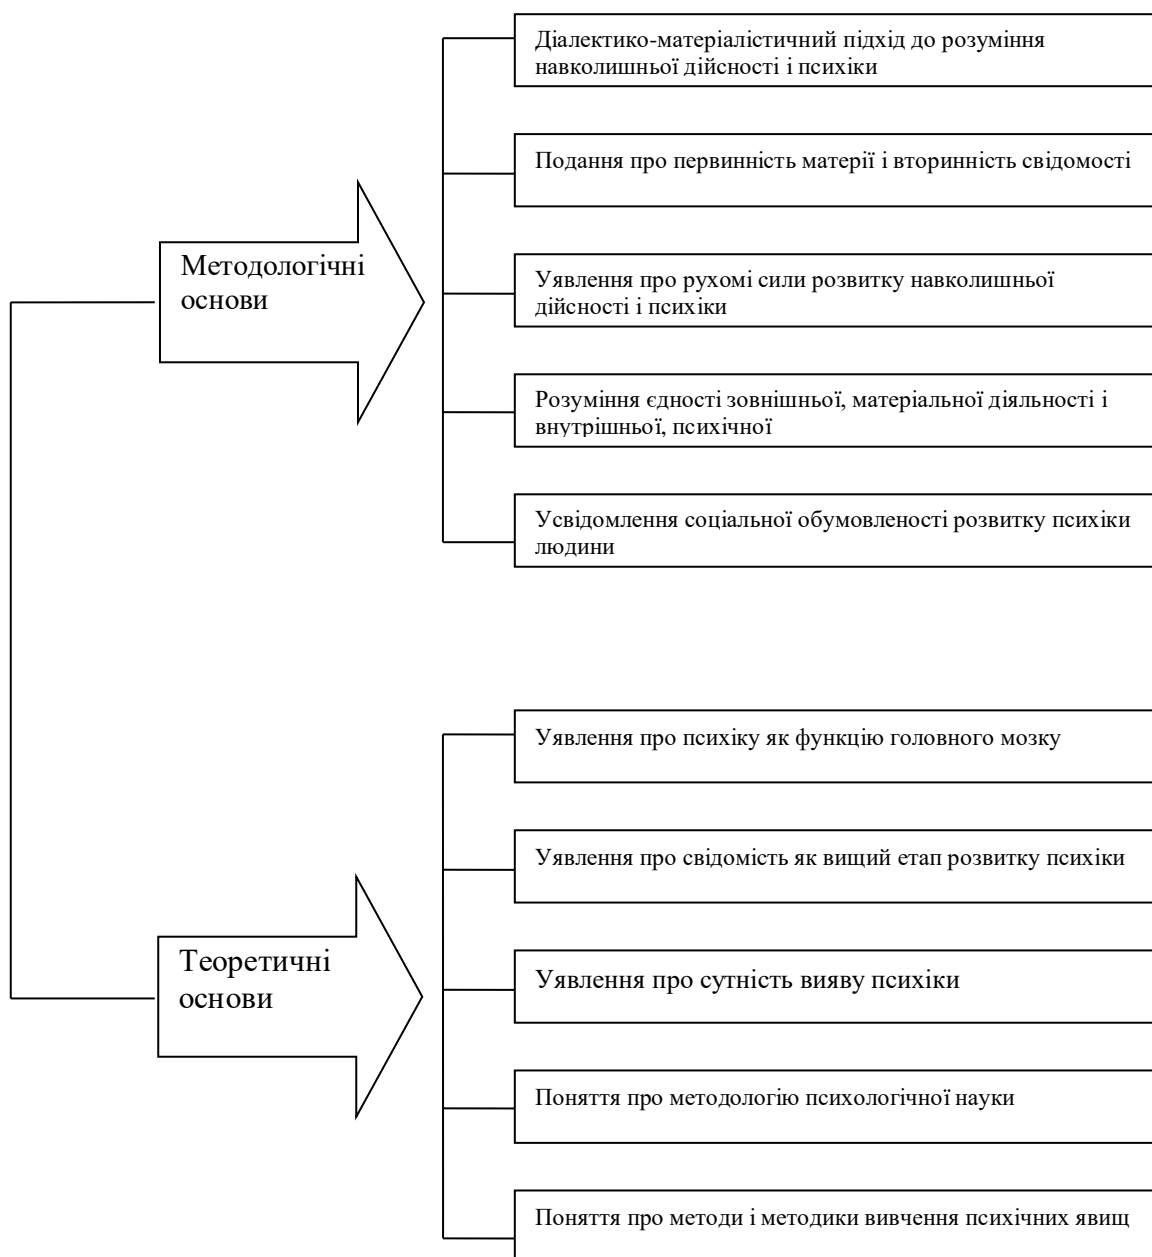 Діалектико-матеріалістичний підхід до розуміння
навколишньої дійсності і психіки
Подання про первинність матерії і вторинність свідомості
Методологічні
основи
Уявлення про рухомі сили розвитку навколишньої
дійсності і психіки
Розуміння єдності зовнішньої, матеріальної діяльності і
внутрішньої, психічної
Усвідомлення соціальної обумовленості розвитку психіки
людини
Уявлення про психіку як функцію головного мозку
Уявлення про свідомість як вищий етап розвитку психіки
Теоретичні
основи
Уявлення про сутність вияву психіки
Поняття про методологію психологічної науки
Поняття про методи і методики вивчення психічних явищ